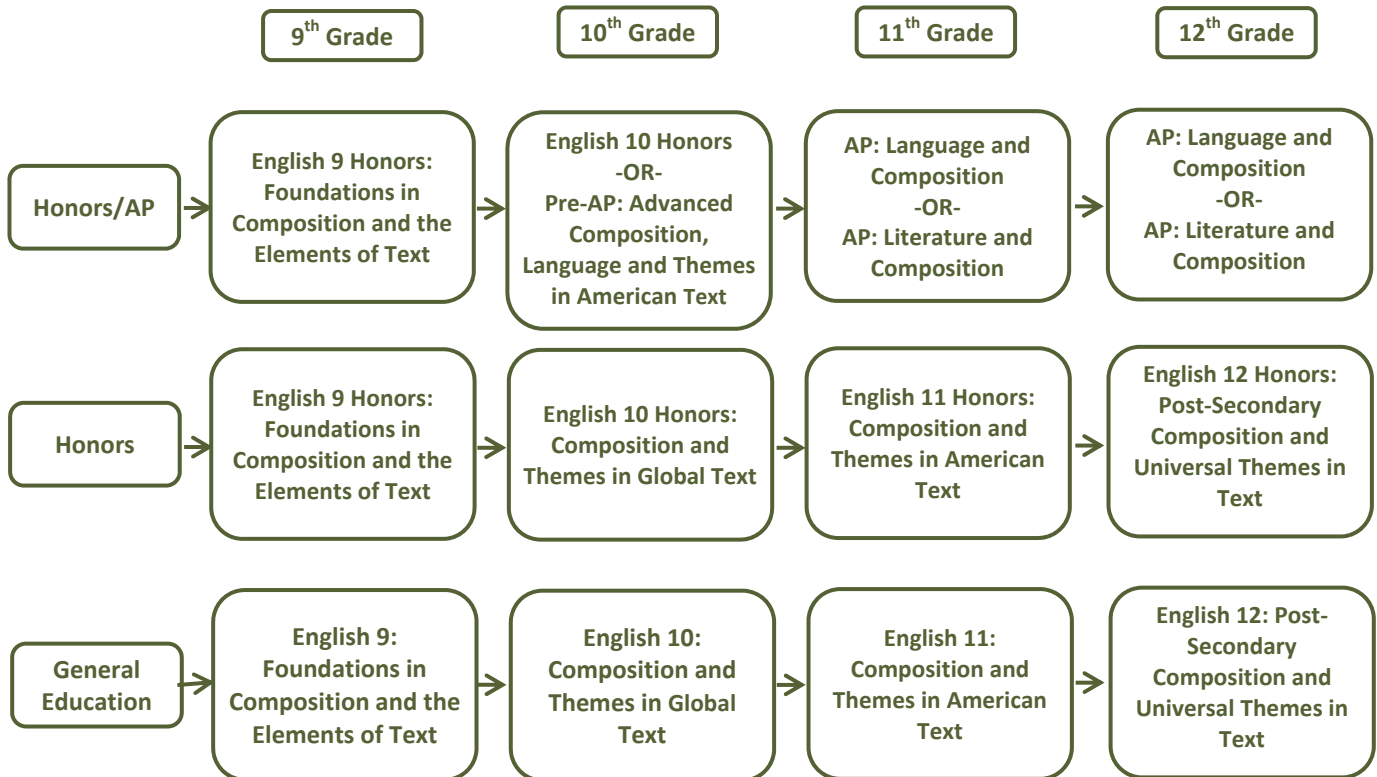 9th Grade
10th Grade
11th Grade
12th Grade
Honors/AP
English 9 Honors:
Foundations in
Composition and the
Elements of Text
English 10 Honors
-OR-
Pre-AP: Advanced
Composition,
Language and Themes
in American Text
AP: Language and
Composition
-OR-
AP: Literature and
Composition
AP: Language and
Composition
-OR-
AP: Literature and
Composition
Honors
English 9 Honors:
Foundations in
Composition and the
Elements of Text
English 10 Honors:
Composition and
Themes in Global Text
English 11 Honors:
Composition and
Themes in American
Text
English 12 Honors:
Post-Secondary
Composition and
Universal Themes in
Text
General
Education
English 9:
Foundations in
Composition and the
Elements of Text
English 10:
Composition and
Themes in Global
Text
English 11:
Composition and
Themes in American
Text
English 12: Post-
Secondary
Composition and
Universal Themes in
Text